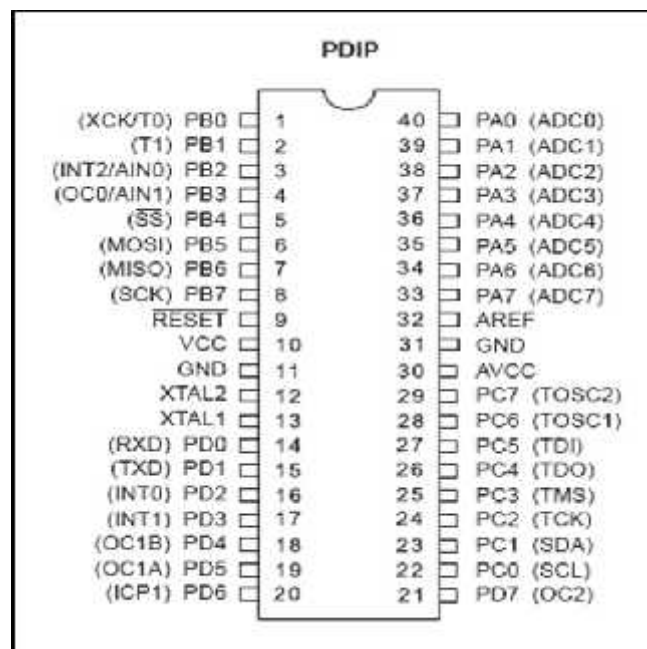 PDIP
(XCK/T0) PB0 1 40 PA0 (ADC0)
(T1) PB1 2 39 PA1 (ADC1)
(INT2/AIN0) PB2 3 38 PA2 (ADC2)
(OC0/AIN1) PB3 4 37 PA3 (ADC3)
(SS) PB4 5 36 PA4 (ADC4)
(MOSI) PB5 6 35 PA5 (ADC5)
(MISO) PB6 7 34 PA6 (ADC6)
(SCK) PB7 8 33 PA7 (ADC7)
RESET 9 32 AREF
VCC 10 31 GND
GND 11 30 AVCC
XTAL2 12 29 PC7 (TOSC2)
XTAL1 13 28 PC6 (TOSC1)
(RXD) PD0 14 27 PC5 (TDI)
(TXD) PD1 15 26 PC4 (TDO)
(INT0) PD2 16 25 PC3 (TMS)
(INT1) PD3 17 24 PC2 (TCK)
(OC1B) PD4 18 23 PC1 (SDA)
(OC1A) PD5 19 22 PC0 (SCL)
(ICP1) PD6 20 21 PD7 (OC2)